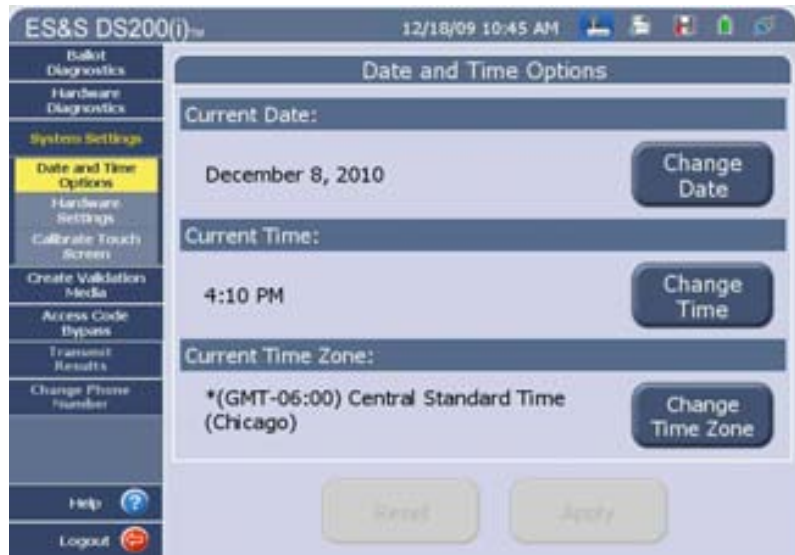 ES&S DS200(i)™
12/18/09 10:45 AM
Ballot
Diagnostics
Hardware
Diagnostics
System Settings
Date and Time
Options
Hardware
Settings
Calibrate Touch
Screen
Create Validation
Media
Access Code
Bypass
Transmit
Results
Change Phone
Number
Help ?
Logout
Date and Time Options
Current Date:
December 8, 2010
Change
Date
Current Time:
4:10 PM
Change
Time
Current Time Zone:
*(GMT-06:00) Central Standard Time
(Chicago)
Change
Time Zone
Reset
Apply